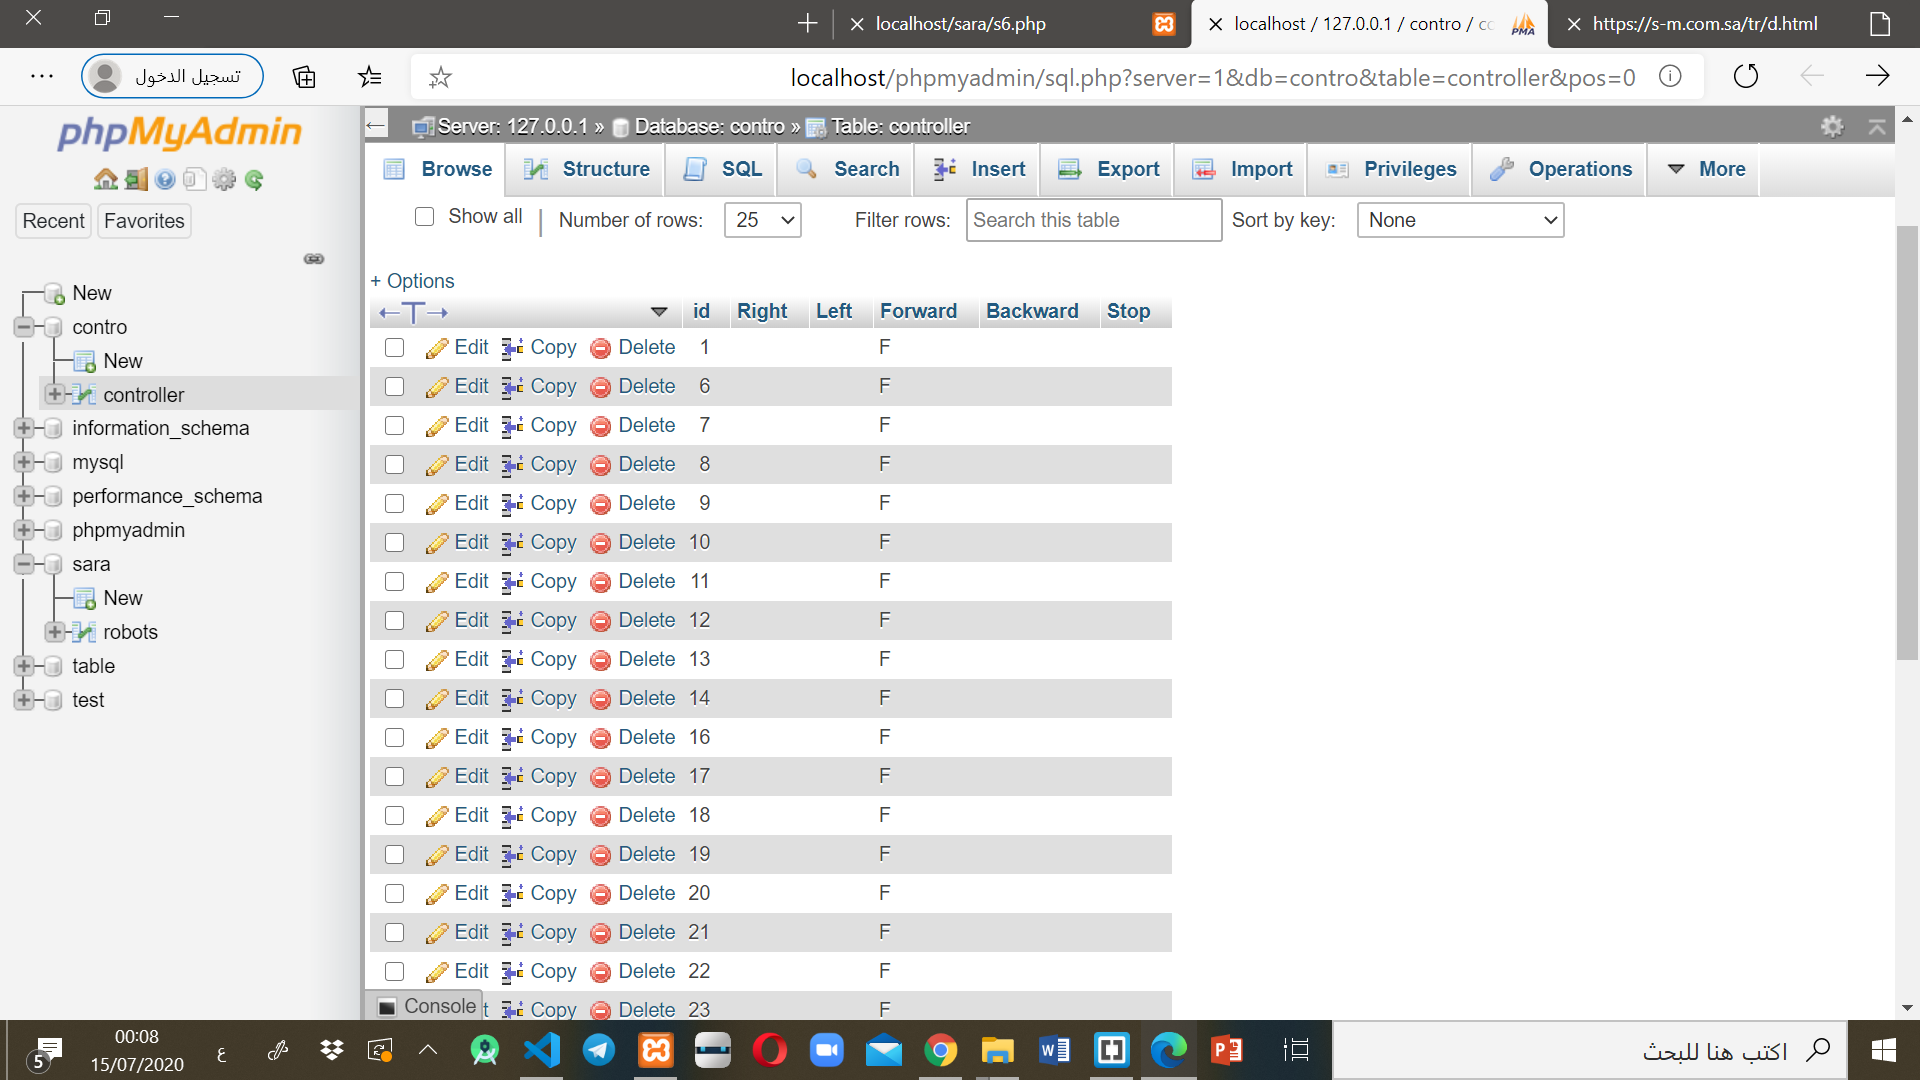 localhost/sara/s6.php
localhost / 127.0.0.1 / contro / co
PMA
https://s-m.com.sa/tr/d.html
تسجيل الدخول
localhost/phpmyadmin/sql.php?server=1&db=contro&table=controller&pos=0
phpMyAdmin
Recent
Favorites
New
contro
New
controller
information_schema
mysql
performance_schema
phpmyadmin
sara
New
robots
table
test
Server: 127.0.0.1 » Database: contro » Table: controller
Browse Structure SQL Search Insert Export Import Privileges Operations More
Show all | Number of rows: 25 Filter rows: Search this table Sort by key: None
+ Options
←T→ id Right Left Forward Backward Stop
Edit Copy Delete 1 F
Edit Copy Delete 6 F
Edit Copy Delete 7 F
Edit Copy Delete 8 F
Edit Copy Delete 9 F
Edit Copy Delete 10 F
Edit Copy Delete 11 F
Edit Copy Delete 12 F
Edit Copy Delete 13 F
Edit Copy Delete 14 F
Edit Copy Delete 16 F
Edit Copy Delete 17 F
Edit Copy Delete 18 F
Edit Copy Delete 19 F
Edit Copy Delete 20 F
Edit Copy Delete 21 F
Edit Copy Delete 22 F
Console t Copy Delete 23 F
5
00:08
15/07/2020
ع
اكتب هنا للبحث